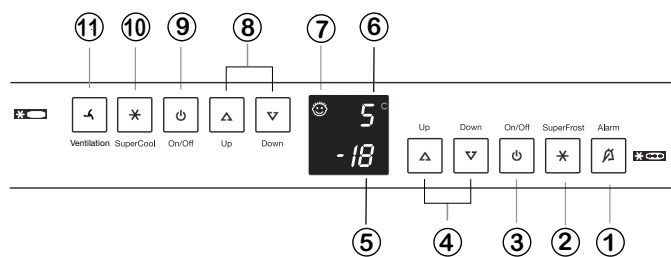 11 10 9 8 7 6
5 C
Up Down On/Off SuperFrost Alarm
Ventilation SuperCool On/Off Up Down
-18
5 4 3 2 1